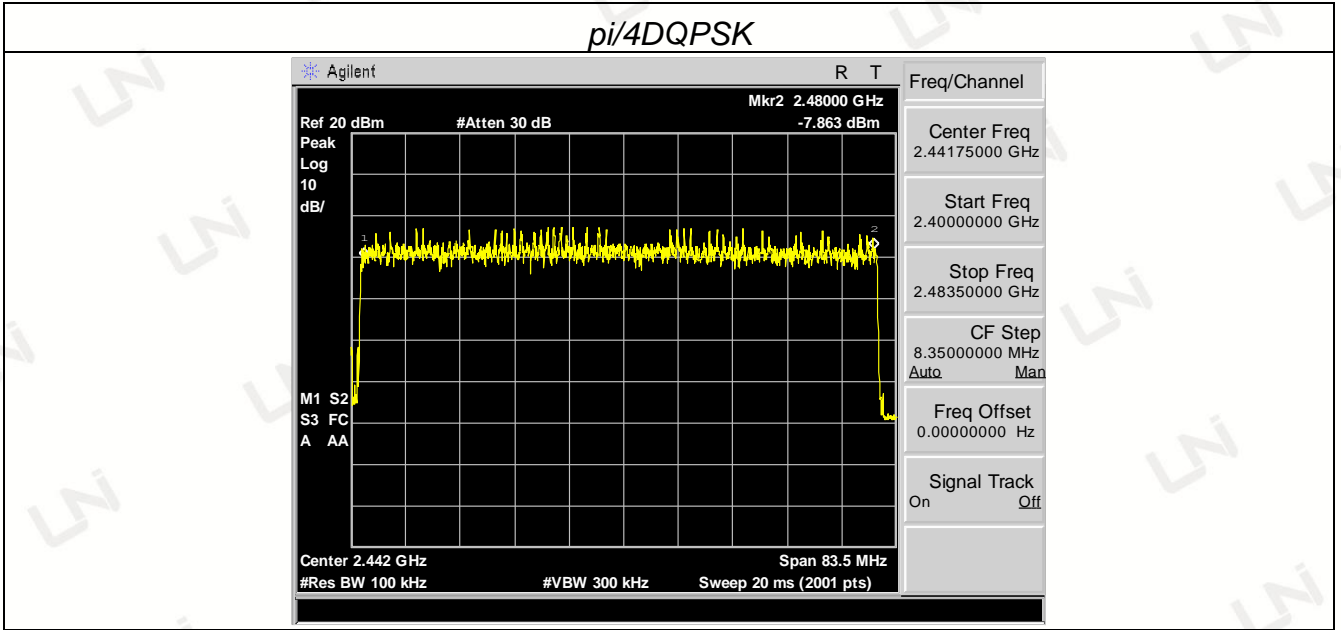 pi/4DQPSK
Agilent
R T
Mkr2 2.48000 GHz
Ref 20 dBm #Atten 30 dB -7.863 dBm
Peak
Log
10
dB/
1
2
M1 S2
S3 FC
A AA
Center 2.442 GHz Span 83.5 MHz
#Res BW 100 kHz #VBW 300 kHz Sweep 20 ms (2001 pts)
Freq/Channel
Center Freq
2.44175000 GHz
Start Freq
2.40000000 GHz
Stop Freq
2.48350000 GHz
CF Step
8.35000000 MHz
Auto Man
Freq Offset
0.00000000 Hz
Signal Track
On Off